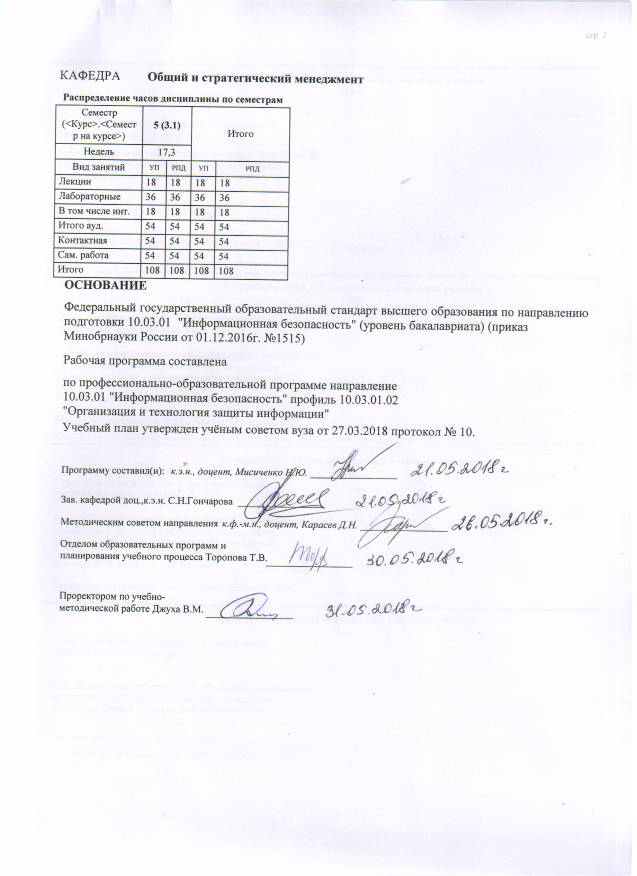 стр. 2
КАФЕДРА Общий и стратегический менеджмент
Распределение часов дисциплины по семестрам
Семестр
(<Курс>.<Семест
р на курсе>) 5 (3.1) Итого
Недель 17,3
Вид занятий УП РПД УП РПД
Лекции 18 18 18 18
Лабораторные 36 36 36 36
В том числе инт. 18 18 18 18
Итого ауд. 54 54 54 54
Контактная 54 54 54 54
Сам. работа 54 54 54 54
Итого 108 108 108 108
ОСНОВАНИЕ
Федеральный государственный образовательный стандарт высшего образования по направлению
подготовки 10.03.01 "Информационная безопасность" (уровень бакалавриата) (приказ
Минобрнауки России от 01.12.2016г. №1515)
Рабочая программа составлена
по профессионально-образовательной программе направление
10.03.01 "Информационная безопасность" профиль 10.03.01.02
"Организация и технология защиты информации"
Учебный план утвержден учёным советом вуза от 27.03.2018 протокол № 10.
Программу составил(и): к.э.н., доцент, Мисиченко Н.Ю. 21.05.2018г
Зав. кафедрой доц.,к.э.н. С.Н.Гончарова 21.05.2018г
Методическим советом направления к.ф.-м.н., доцент, Карасев Д.Н. 28.05.2018г.
Отделом образовательных программ и
планирования учебного процесса Торопова Т.В. 30.05.2018г
Проректором по учебно-
методической работе Джуха В.М. 31.05.2018г